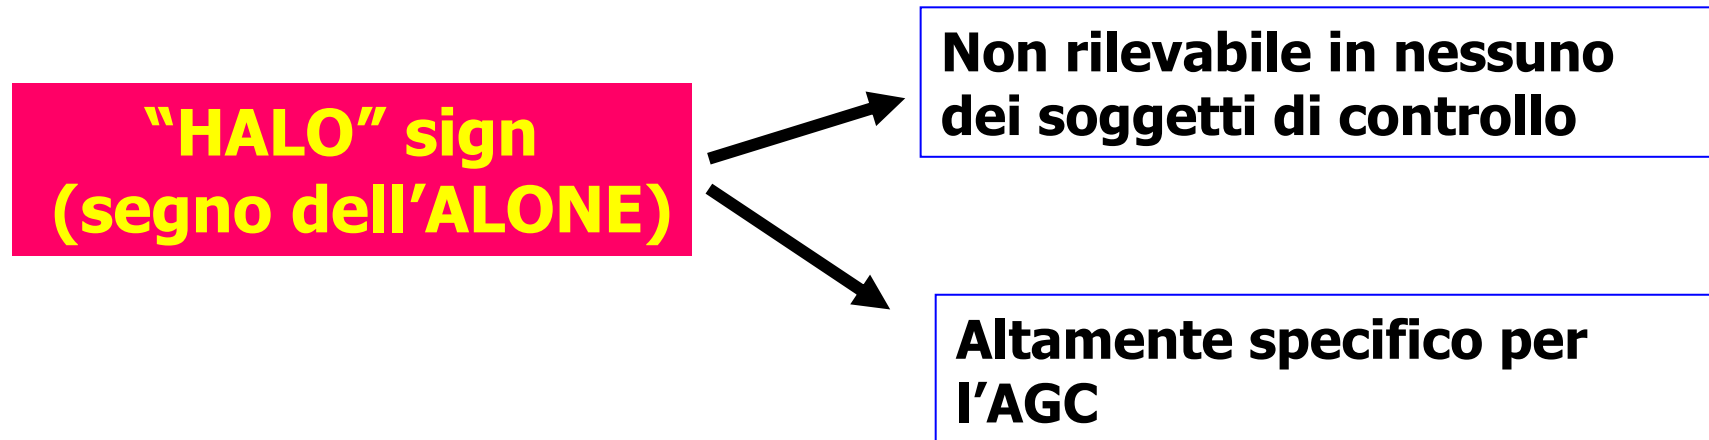 “HALO” sign
(segno dell’ALONE)
Non rilevabile in nessuno
dei soggetti di controllo
Altamente specifico per
l’AGC